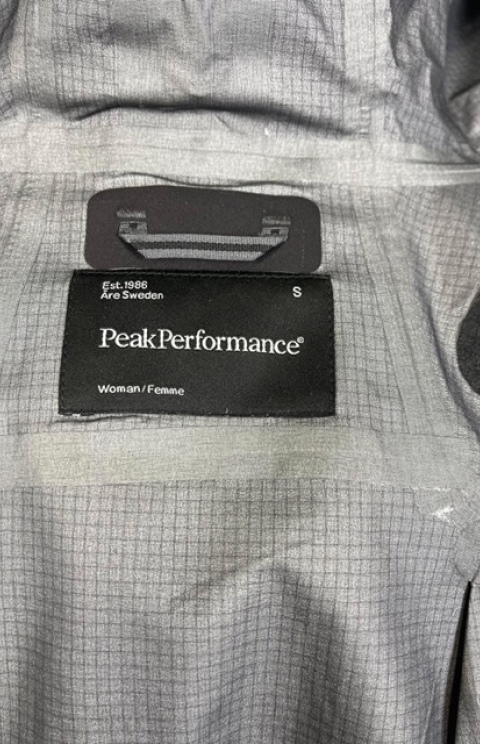 Est.1986
Åre Sweden
S
PeakPerformance®
Woman/Femme